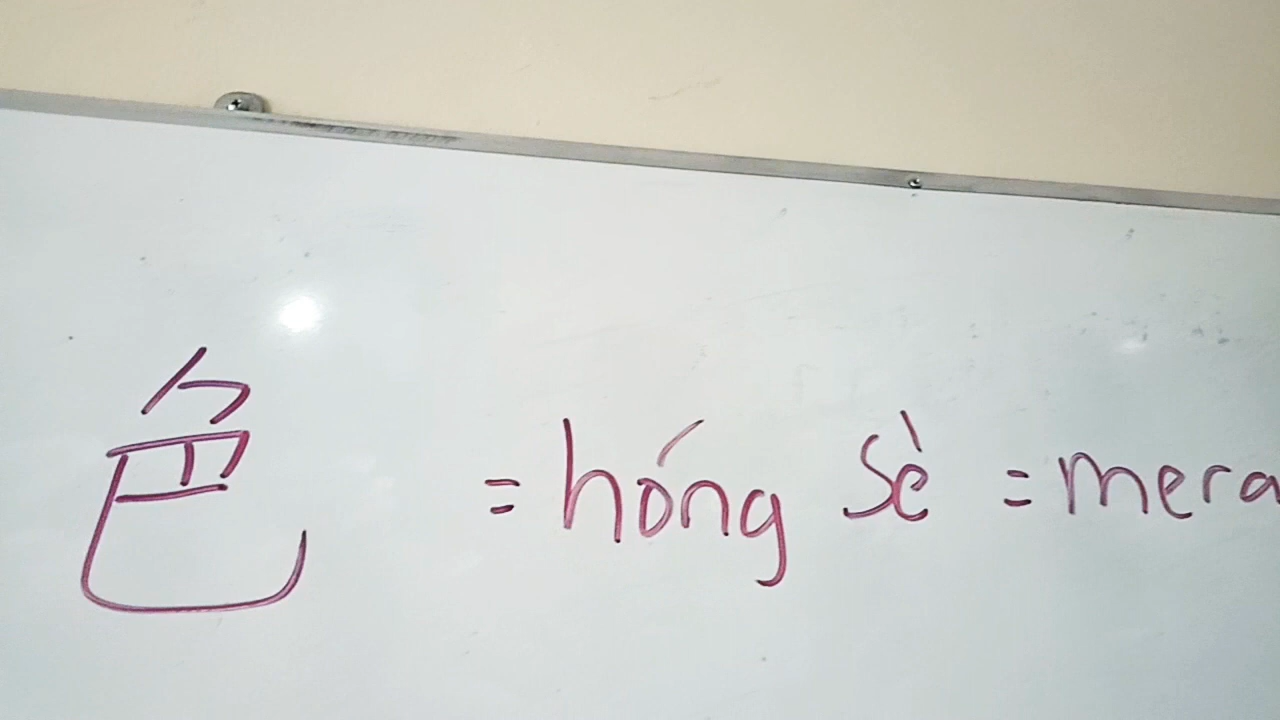 色 = hóng sè = mera